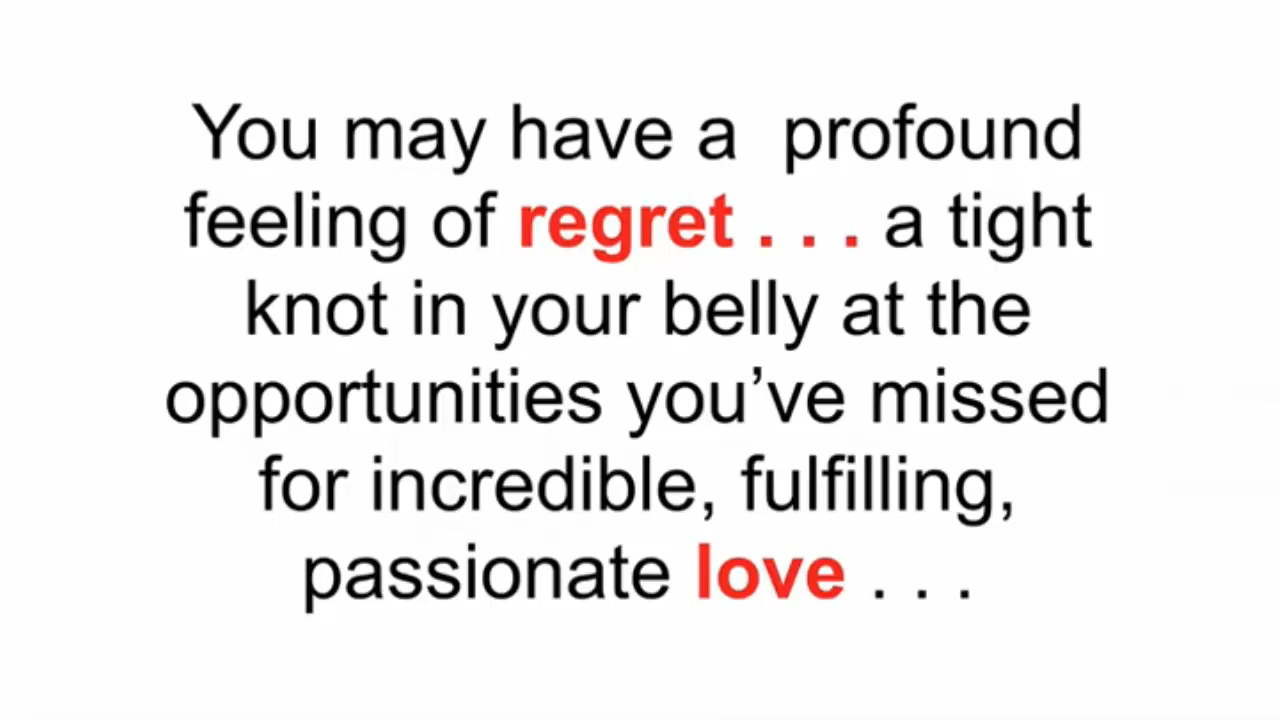 You may have a  profound
feeling of regret . . . a tight
knot in your belly at the
opportunities you’ve missed
for incredible, fulfilling,
passionate love . . .